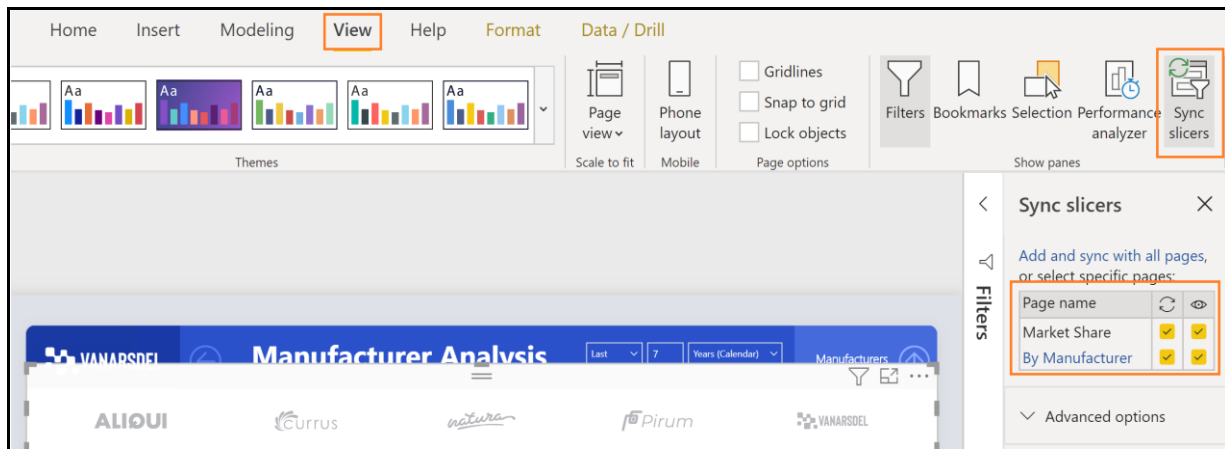 Home Insert Modeling View Help Format Data / Drill
Aa Aa Aa Aa Aa
Gridlines
Snap to grid
Lock objects
Page view
Phone layout
Filters Bookmarks Selection Performance analyzer Sync slicers
Themes Scale to fit Mobile Page options Show panes
Sync slicers
Add and sync with all pages,
or select specific pages:
Page name
Market Share
By Manufacturer
Advanced options
Filters
VANARSDEL Manufacturer Analysis Last 7 Years (Calendar) Manufacturers
ALIQUI Currus natura Pirum VANARSDEL